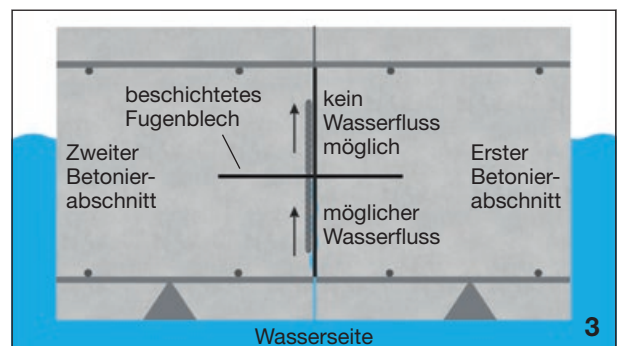 beschichtetes
Fugenblech
kein
Wasserfluss
möglich
Zweiter
Betonier-
abschnitt
Erster
Betonier-
abschnitt
möglicher
Wasserfluss
Wasserseite
3